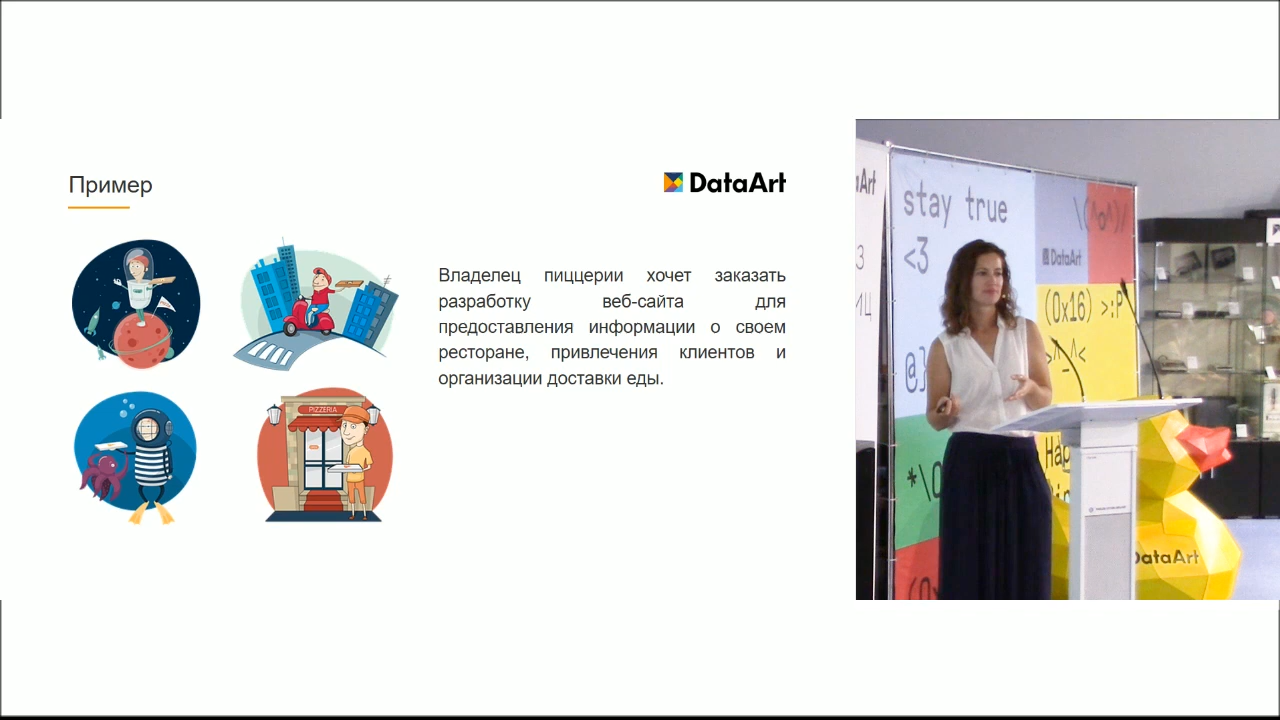 Пример
DataArt
Владелец пиццерии хочет заказать
разработку веб-сайта для
предоставления информации о своем
ресторане, привлечения клиентов и
организации доставки еды.
PIZZERIA
stay true
<3
\(^o^)/
DataArt
(0x16) >:P
>^_^<
@}
*\O
DataArt